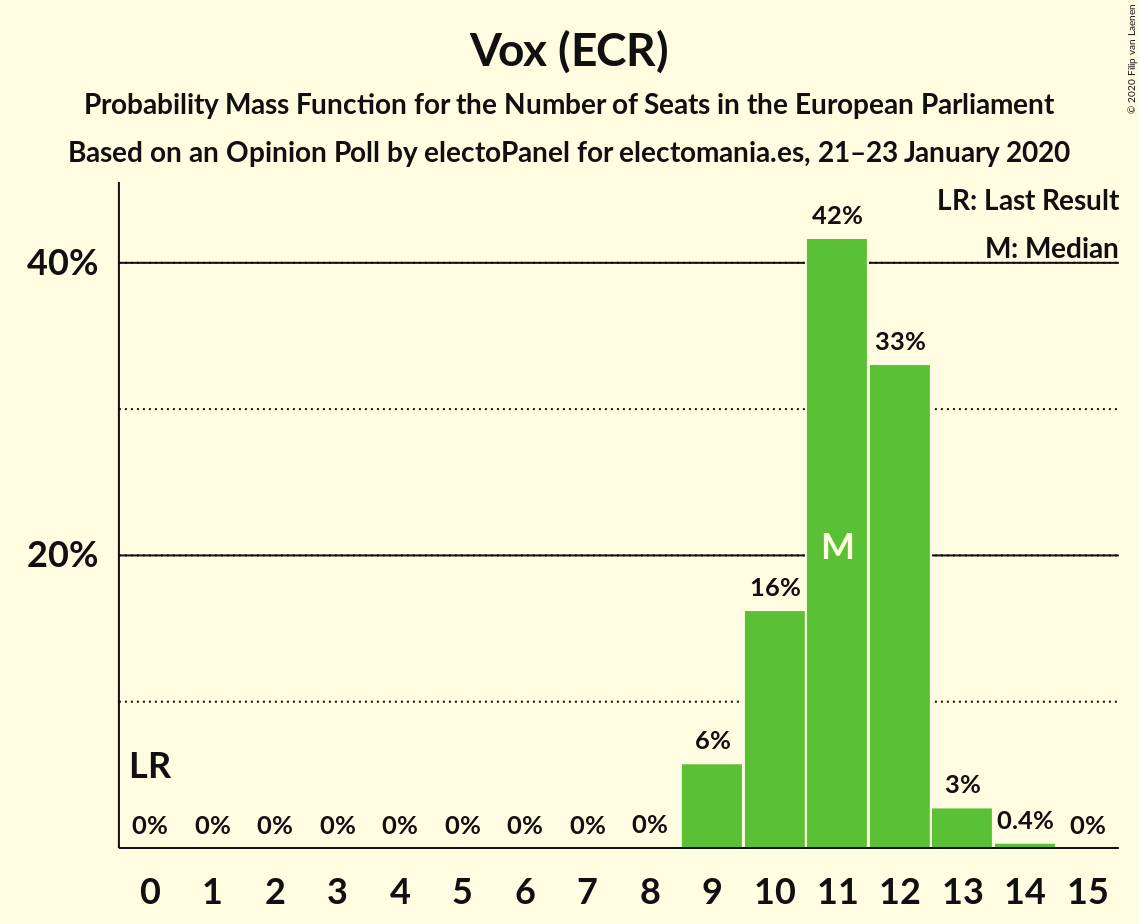 Vox (ECR)
Probability Mass Function for the Number of Seats in the European Parliament
Based on an Opinion Poll by electoPanel for electomania.es, 21–23 January 2020
© 2020 Filip van Laenen
LR: Last Result
M: Median
40%
20%
42%
33%
16%
6%
3%
0.4%
M
LR
0% 0% 0% 0% 0% 0% 0% 0% 0% 0%
0 1 2 3 4 5 6 7 8 9 10 11 12 13 14 15